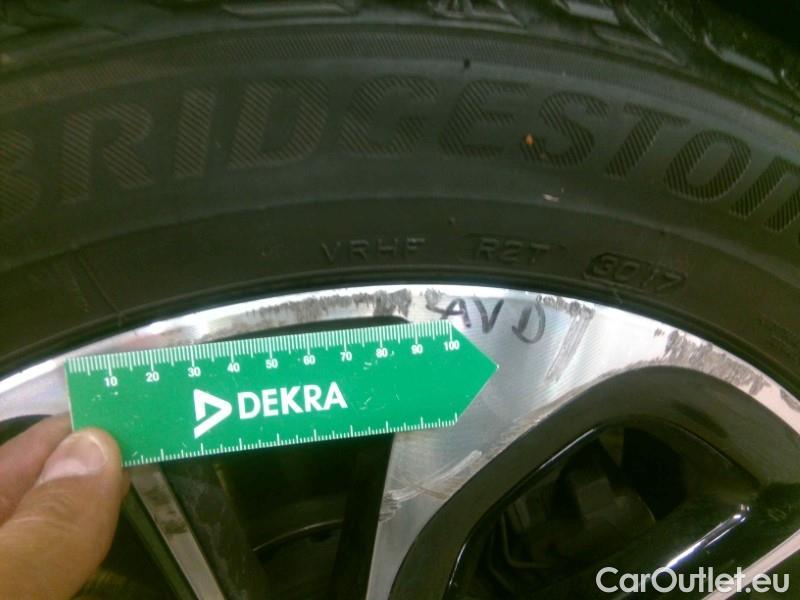 BRIDGESTON
VRHF R2T 3017
AVD
10 20 30 40 50 60 70 80 90 100
DEKRA
CarOutlet.eu